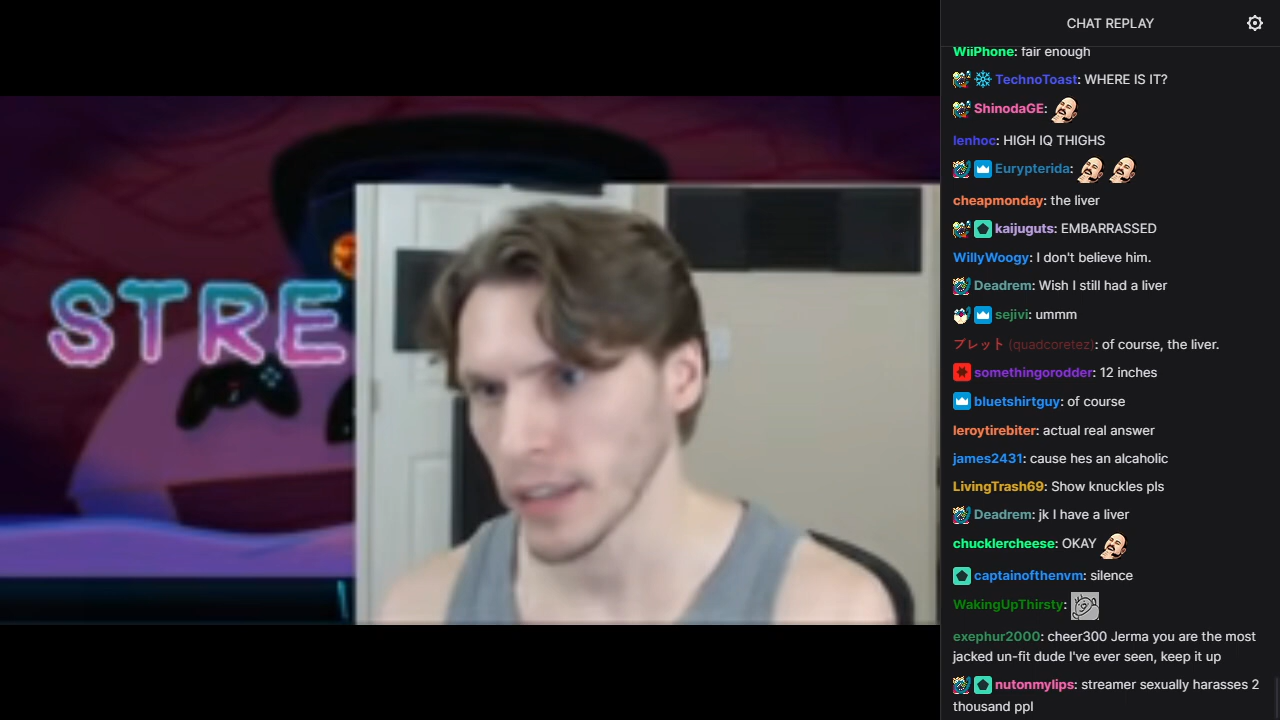 CHAT REPLAY
WiiPhone: fair enough
TechnoToast: WHERE IS IT?
ShinodaGE:
lenhoc: HIGH IQ THIGHS
Eurypterida:
cheapmonday: the liver
kaijuguts: EMBARRASSED
WillyWoogy: I don't believe him.
Deadrem: Wish I still had a liver
STRE
sejivi: ummm
ブレット (quadcoretez): of course, the liver.
somethingorodder: 12 inches
bluetshirtguy: of course
leroytirebiter: actual real answer
james2431: cause hes an alcaholic
LivingTrash69: Show knuckles pls
Deadrem: jk I have a liver
chucklercheese: OKAY
captainofthenvm: silence
WakingUpThirsty:
exephur2000: cheer300 Jerma you are the most
jacked un-fit dude I've ever seen, keep it up
nutonmylips: streamer sexually harasses 2
thousand ppl